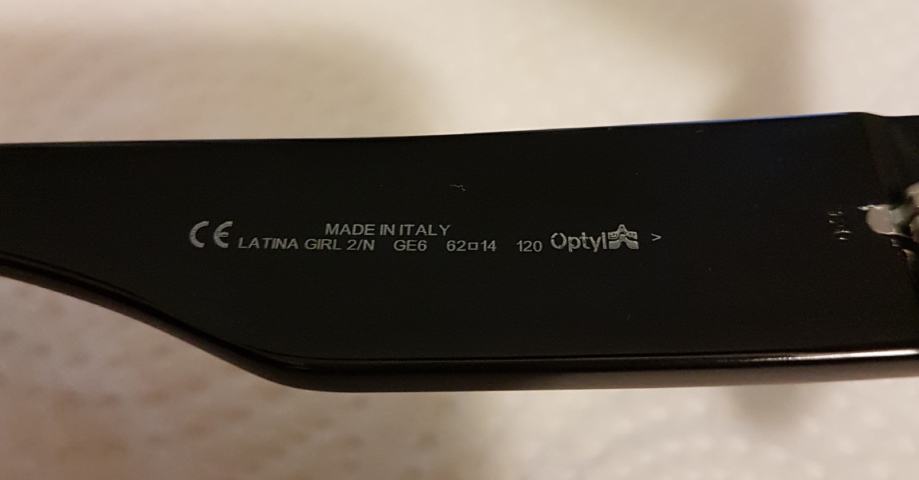 MADE IN ITALY
CE LATINA GIRL 2/N GE6 62□14 120 Optyl >